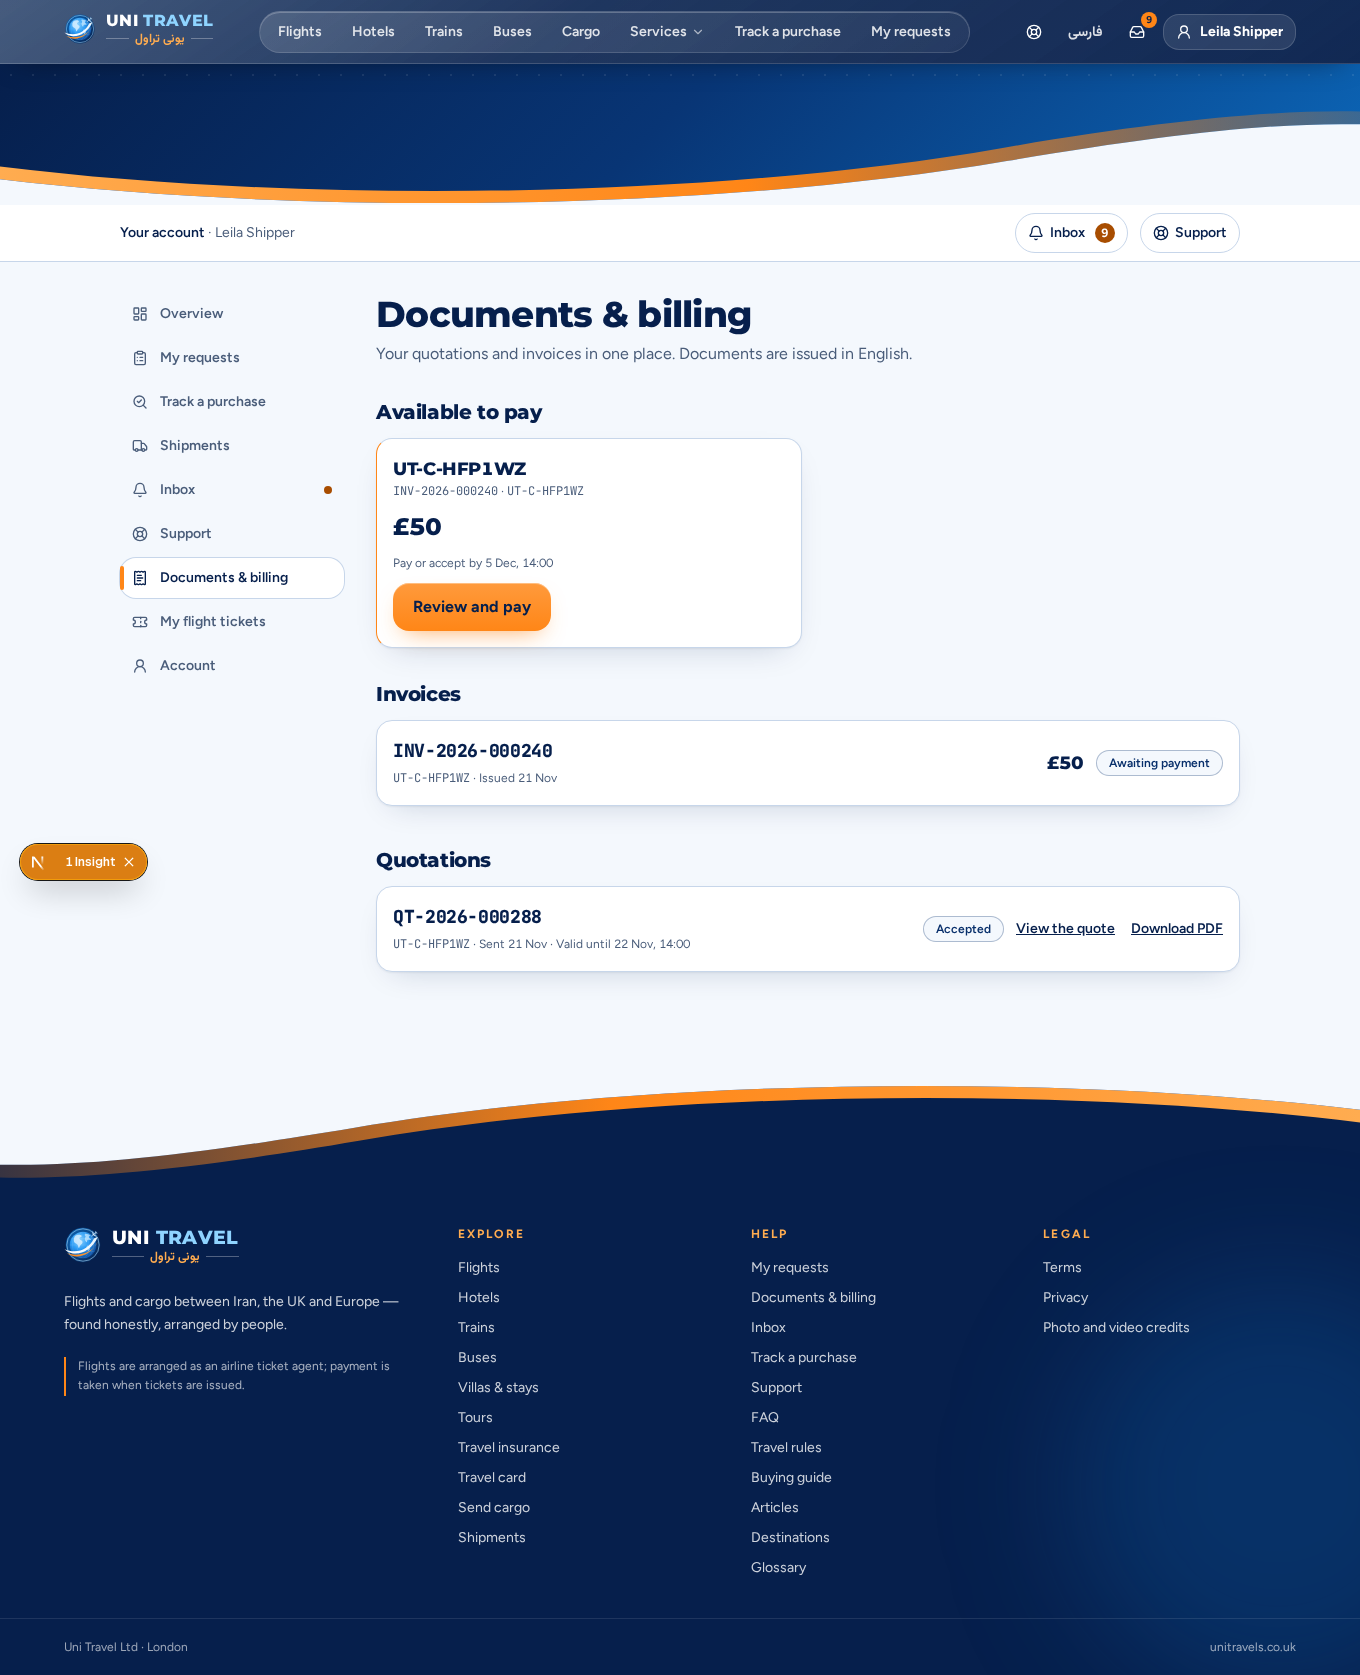 UNI TRAVEL
یونی تراول
Flights
Hotels
Trains
Buses
Cargo
Services
Track a purchase
My requests
فارسی
9
Leila Shipper
Your account · Leila Shipper
Inbox 9
Support
Overview
My requests
Track a purchase
Shipments
Inbox
Support
Documents & billing
My flight tickets
Account
Documents & billing
Your quotations and invoices in one place. Documents are issued in English.
Available to pay
UT-C-HFP1WZ
INV-2026-000240 · UT-C-HFP1WZ
£50
Pay or accept by 5 Dec, 14:00
Review and pay
Invoices
INV-2026-000240
UT-C-HFP1WZ · Issued 21 Nov
£50
Awaiting payment
Quotations
QT-2026-000288
UT-C-HFP1WZ · Sent 21 Nov · Valid until 22 Nov, 14:00
Accepted
View the quote
Download PDF
N 1 Insight
UNI TRAVEL
یونی تراول
Flights and cargo between Iran, the UK and Europe —
found honestly, arranged by people.
Flights are arranged as an airline ticket agent; payment is
taken when tickets are issued.
EXPLORE
Flights
Hotels
Trains
Buses
Villas & stays
Tours
Travel insurance
Travel card
Send cargo
Shipments
HELP
My requests
Documents & billing
Inbox
Track a purchase
Support
FAQ
Travel rules
Buying guide
Articles
Destinations
Glossary
LEGAL
Terms
Privacy
Photo and video credits
Uni Travel Ltd · London
unitravels.co.uk